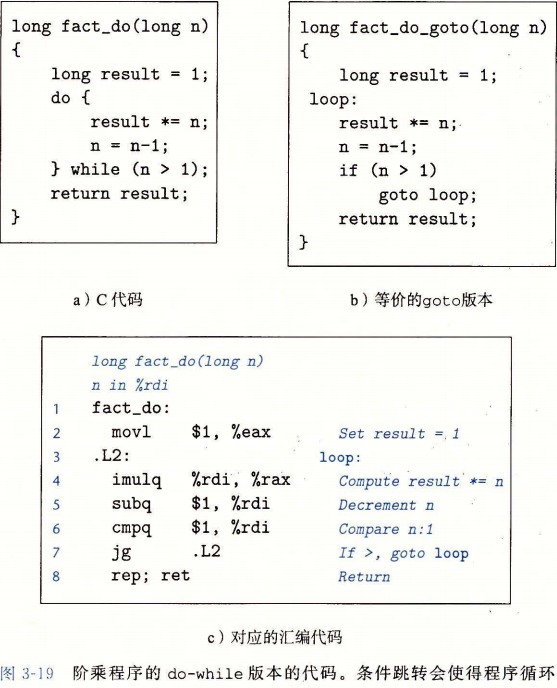 long fact_do(long n)
{
    long result = 1;
    do {
        result *= n;
        n = n-1;
    } while (n > 1);
    return result;
}
a）C代码
long fact_do_goto(long n)
{
    long result = 1;
 loop:
    result *= n;
    n = n-1;
    if (n > 1)
        goto loop;
    return result;
}
b）等价的goto版本
long fact_do(long n)
n in %rdi
1 fact_do:
2   movl    $1, %eax    Set result = 1
3 .L2:    loop:
4   imulq   %rdi, %rax    Compute result *= n
5   subq    $1, %rdi    Decrement n
6   cmpq    $1, %rdi    Compare n:1
7   jg      .L2    If >, goto loop
8   rep; ret    Return
c）对应的汇编代码
图 3-19 阶乘程序的 do-while 版本的代码。条件跳转会使得程序循环